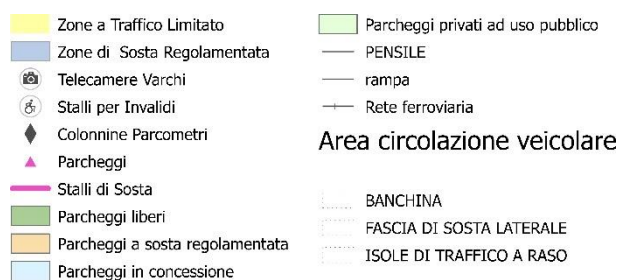 Zone a Traffico Limitato
Zone di Sosta Regolamentata
Telecamere Varchi
Stalli per Invalidi
Colonnine Parcometri
Parcheggi
Stalli di Sosta
Parcheggi liberi
Parcheggi a sosta regolamentata
Parcheggi in concessione
Parcheggi privati ad uso pubblico
PENSILE
rampa
Rete ferroviaria
Area circolazione veicolare
BANCHINA
FASCIA DI SOSTA LATERALE
ISOLE DI TRAFFICO A RASO